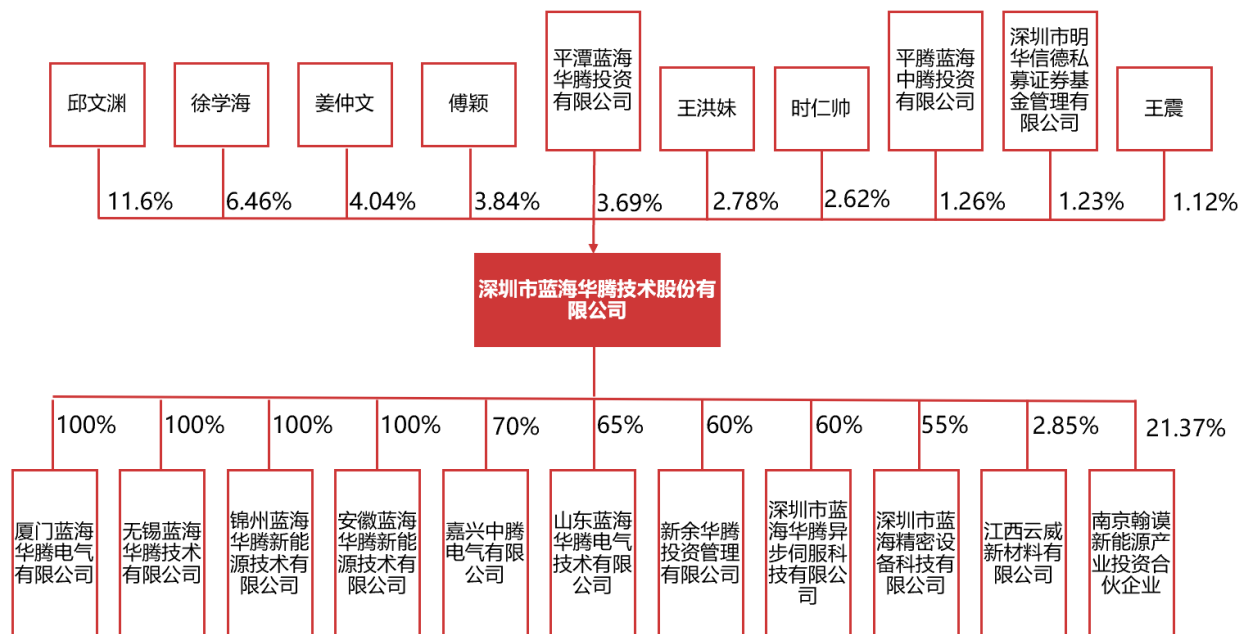 邱文渊
徐学海
姜仲文
傅颖
平潭蓝海
华腾投资
有限公司
王洪妹
时仁帅
平腾蓝海
中腾投资
有限公司
深圳市明
华信德私
募证券基
金管理有
限公司
王震
11.6%
6.46%
4.04%
3.84%
3.69%
2.78%
2.62%
1.26%
1.23%
1.12%
深圳市蓝海华腾技术股份有
限公司
100%
100%
100%
100%
70%
65%
60%
60%
55%
2.85%
21.37%
厦门蓝海
华腾电气
有限公司
无锡蓝海
华腾技术
有限公司
锦州蓝海
华腾新能
源技术有
限公司
安徽蓝海
华腾新能
源技术有
限公司
嘉兴中腾
电气有限
公司
山东蓝海
华腾电气
技术有限
公司
新余华腾
投资管理
有限公司
深圳市蓝
海华腾异
步伺服科
技有限公
司
深圳市蓝
海精密设
备科技有
限公司
江西云威
新材料有
限公司
南京翰谟
新能源产
业投资合
伙企业